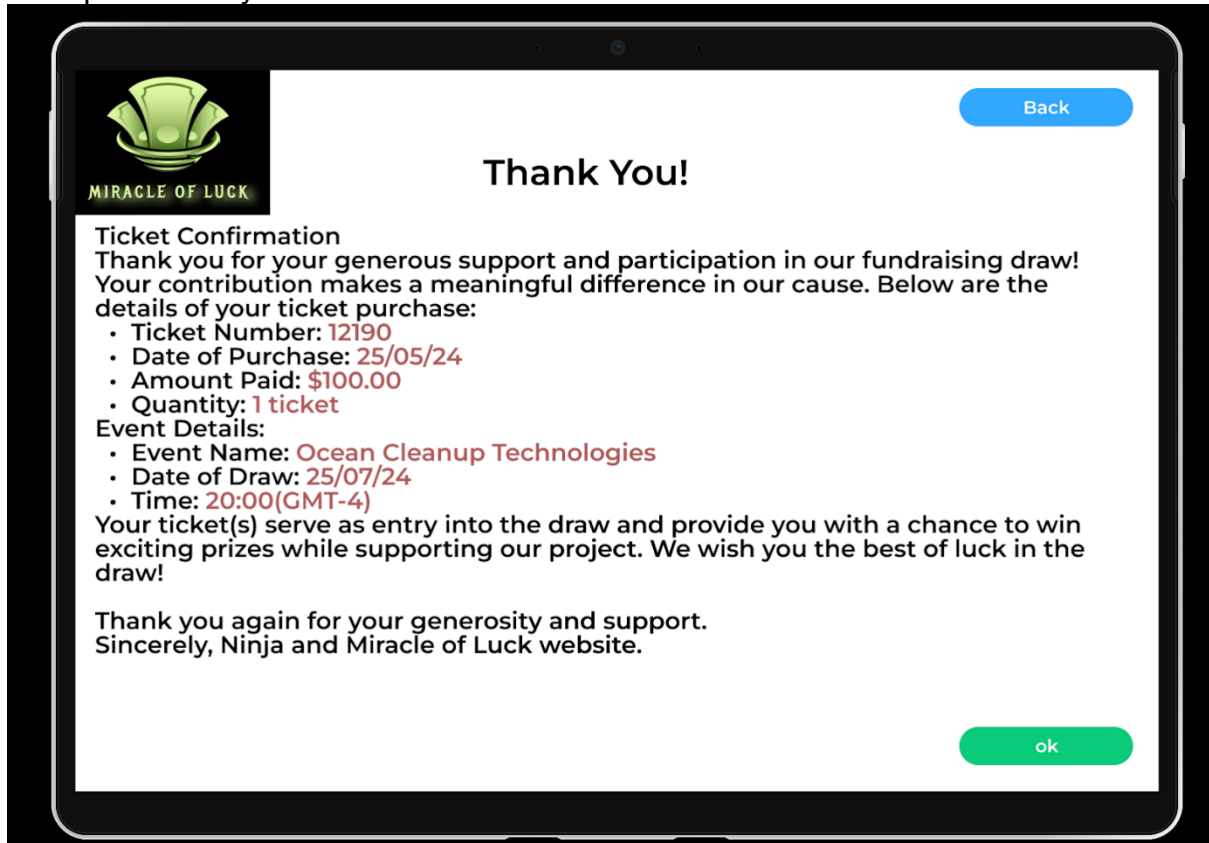 MIRACLE OF LUCK
Back
Thank You!
Ticket Confirmation
Thank you for your generous support and participation in our fundraising draw!
Your contribution makes a meaningful difference in our cause. Below are the
details of your ticket purchase:
• Ticket Number: 12190
• Date of Purchase: 25/05/24
• Amount Paid: $100.00
• Quantity: 1 ticket
Event Details:
• Event Name: Ocean Cleanup Technologies
• Date of Draw: 25/07/24
• Time: 20:00(GMT-4)
Your ticket(s) serve as entry into the draw and provide you with a chance to win
exciting prizes while supporting our project. We wish you the best of luck in the
draw!
Thank you again for your generosity and support.
Sincerely, Ninja and Miracle of Luck website.
ok